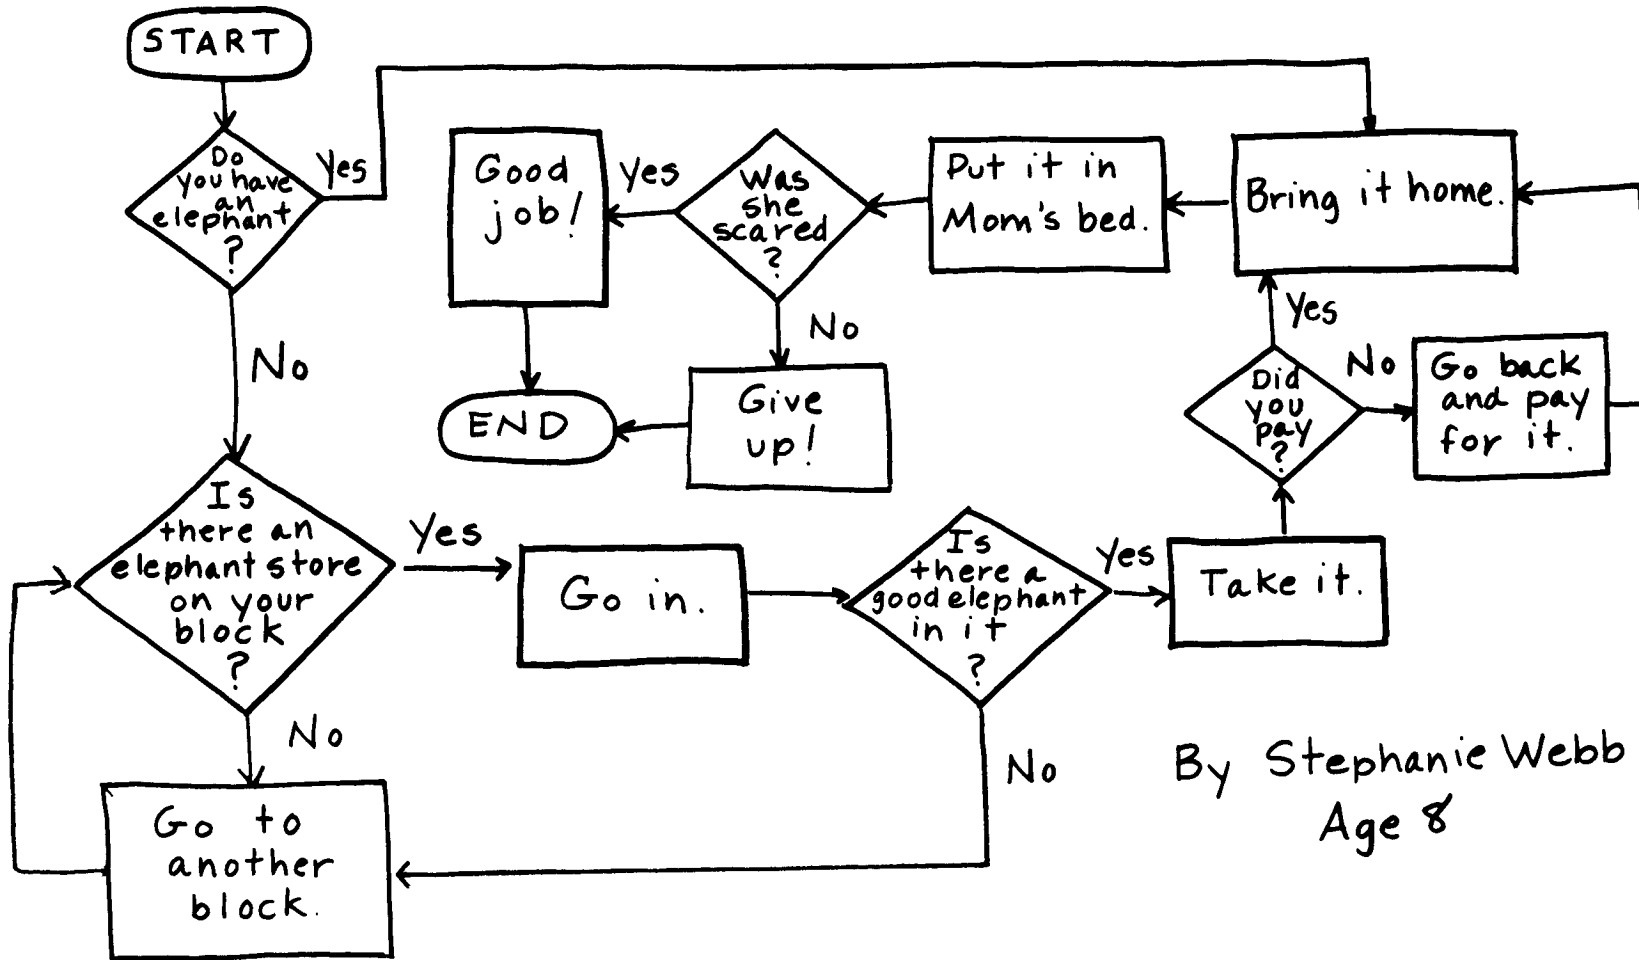 START
Do
you have
an
elephant
?
Yes
No
Good
job!
Yes
Was
she
scared
?
No
Put it in
Mom's bed.
Bring it home.
END
Give
up!
Yes
Did
you
pay
?
No
Go back
and pay
for it.
Is
there an
elephant store
on your
block
?
Yes
Go in.
Is
there a
good elephant
in it
?
Yes
Take it.
No
Go to
another
block.
No
By Stephanie Webb
Age 8